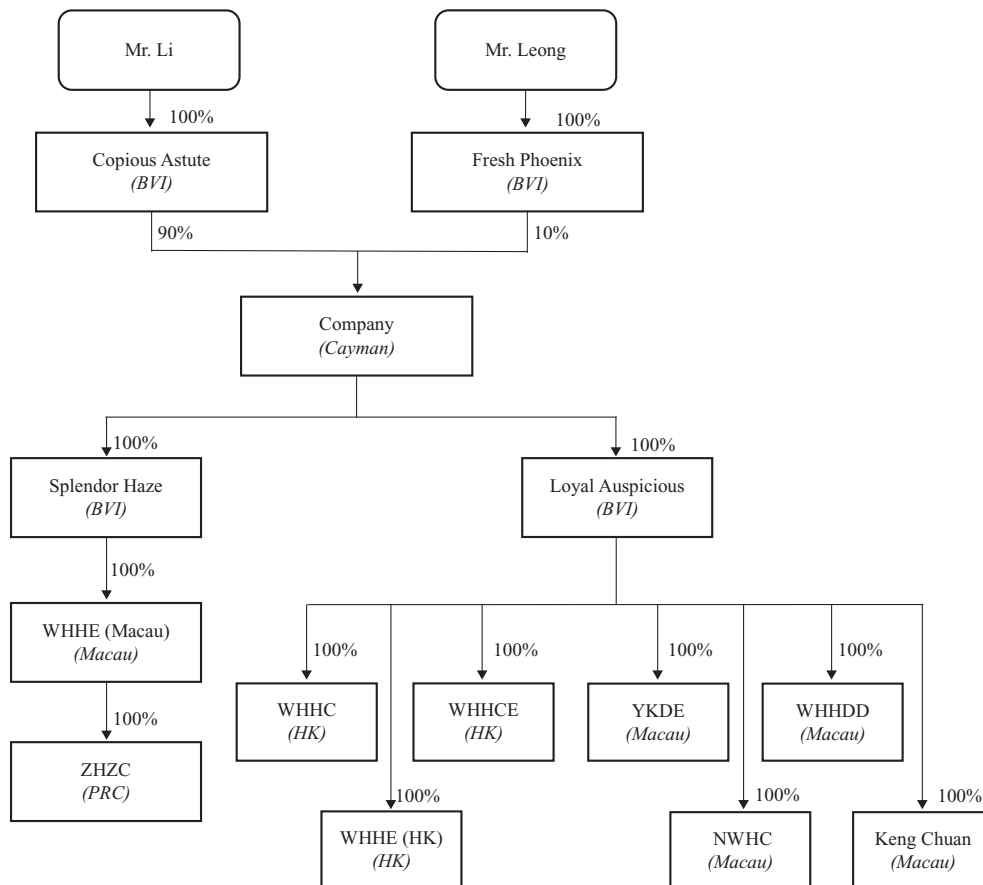 Mr. Li
Mr. Leong
100%
100%
Copious Astute
(BVI)
Fresh Phoenix
(BVI)
90%
10%
Company
(Cayman)
100%
100%
Splendor Haze
(BVI)
Loyal Auspicious
(BVI)
100%
WHHE (Macau)
(Macau)
100%
100%
100%
100%
WHHC
(HK)
WHHCE
(HK)
YKDE
(Macau)
WHHDD
(Macau)
100%
ZHZC
(PRC)
100%
100%
100%
WHHE (HK)
(HK)
NWHC
(Macau)
Keng Chuan
(Macau)